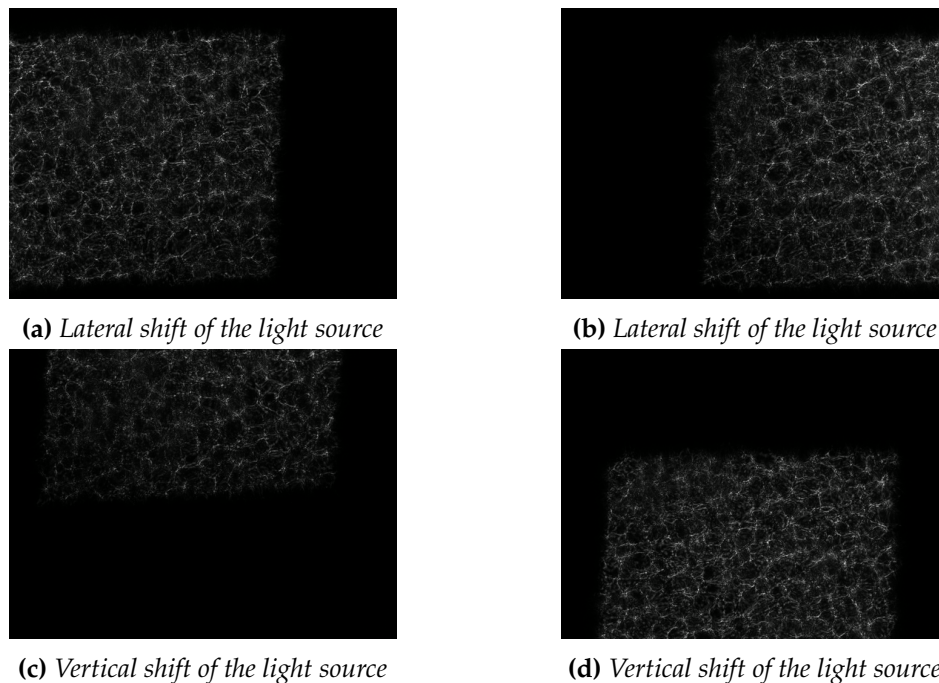 (a) Lateral shift of the light source
(b) Lateral shift of the light source
(c) Vertical shift of the light source
(d) Vertical shift of the light source